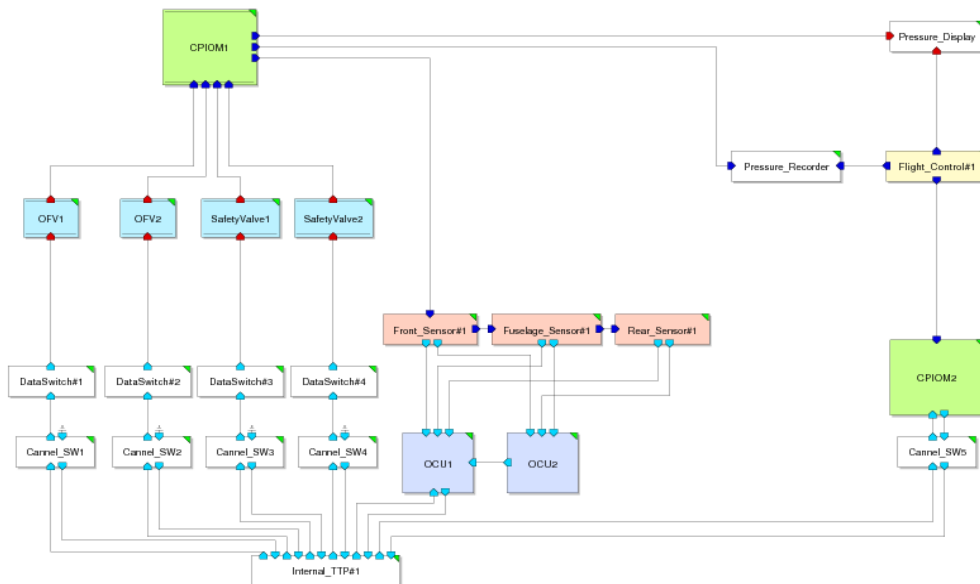 CPIOM1
Pressure_Display
Pressure_Recorder
Flight_Control#1
OFV1
OFV2
SafetyValve1
SafetyValve2
Front_Sensor#1
Fuselage_Sensor#1
Rear_Sensor#1
DataSwitch#1
DataSwitch#2
DataSwitch#3
DataSwitch#4
CPIOM2
Cannel_SW1
Cannel_SW2
Cannel_SW3
Cannel_SW4
OCU1
OCU2
Cannel_SW5
Internal_TTP#1